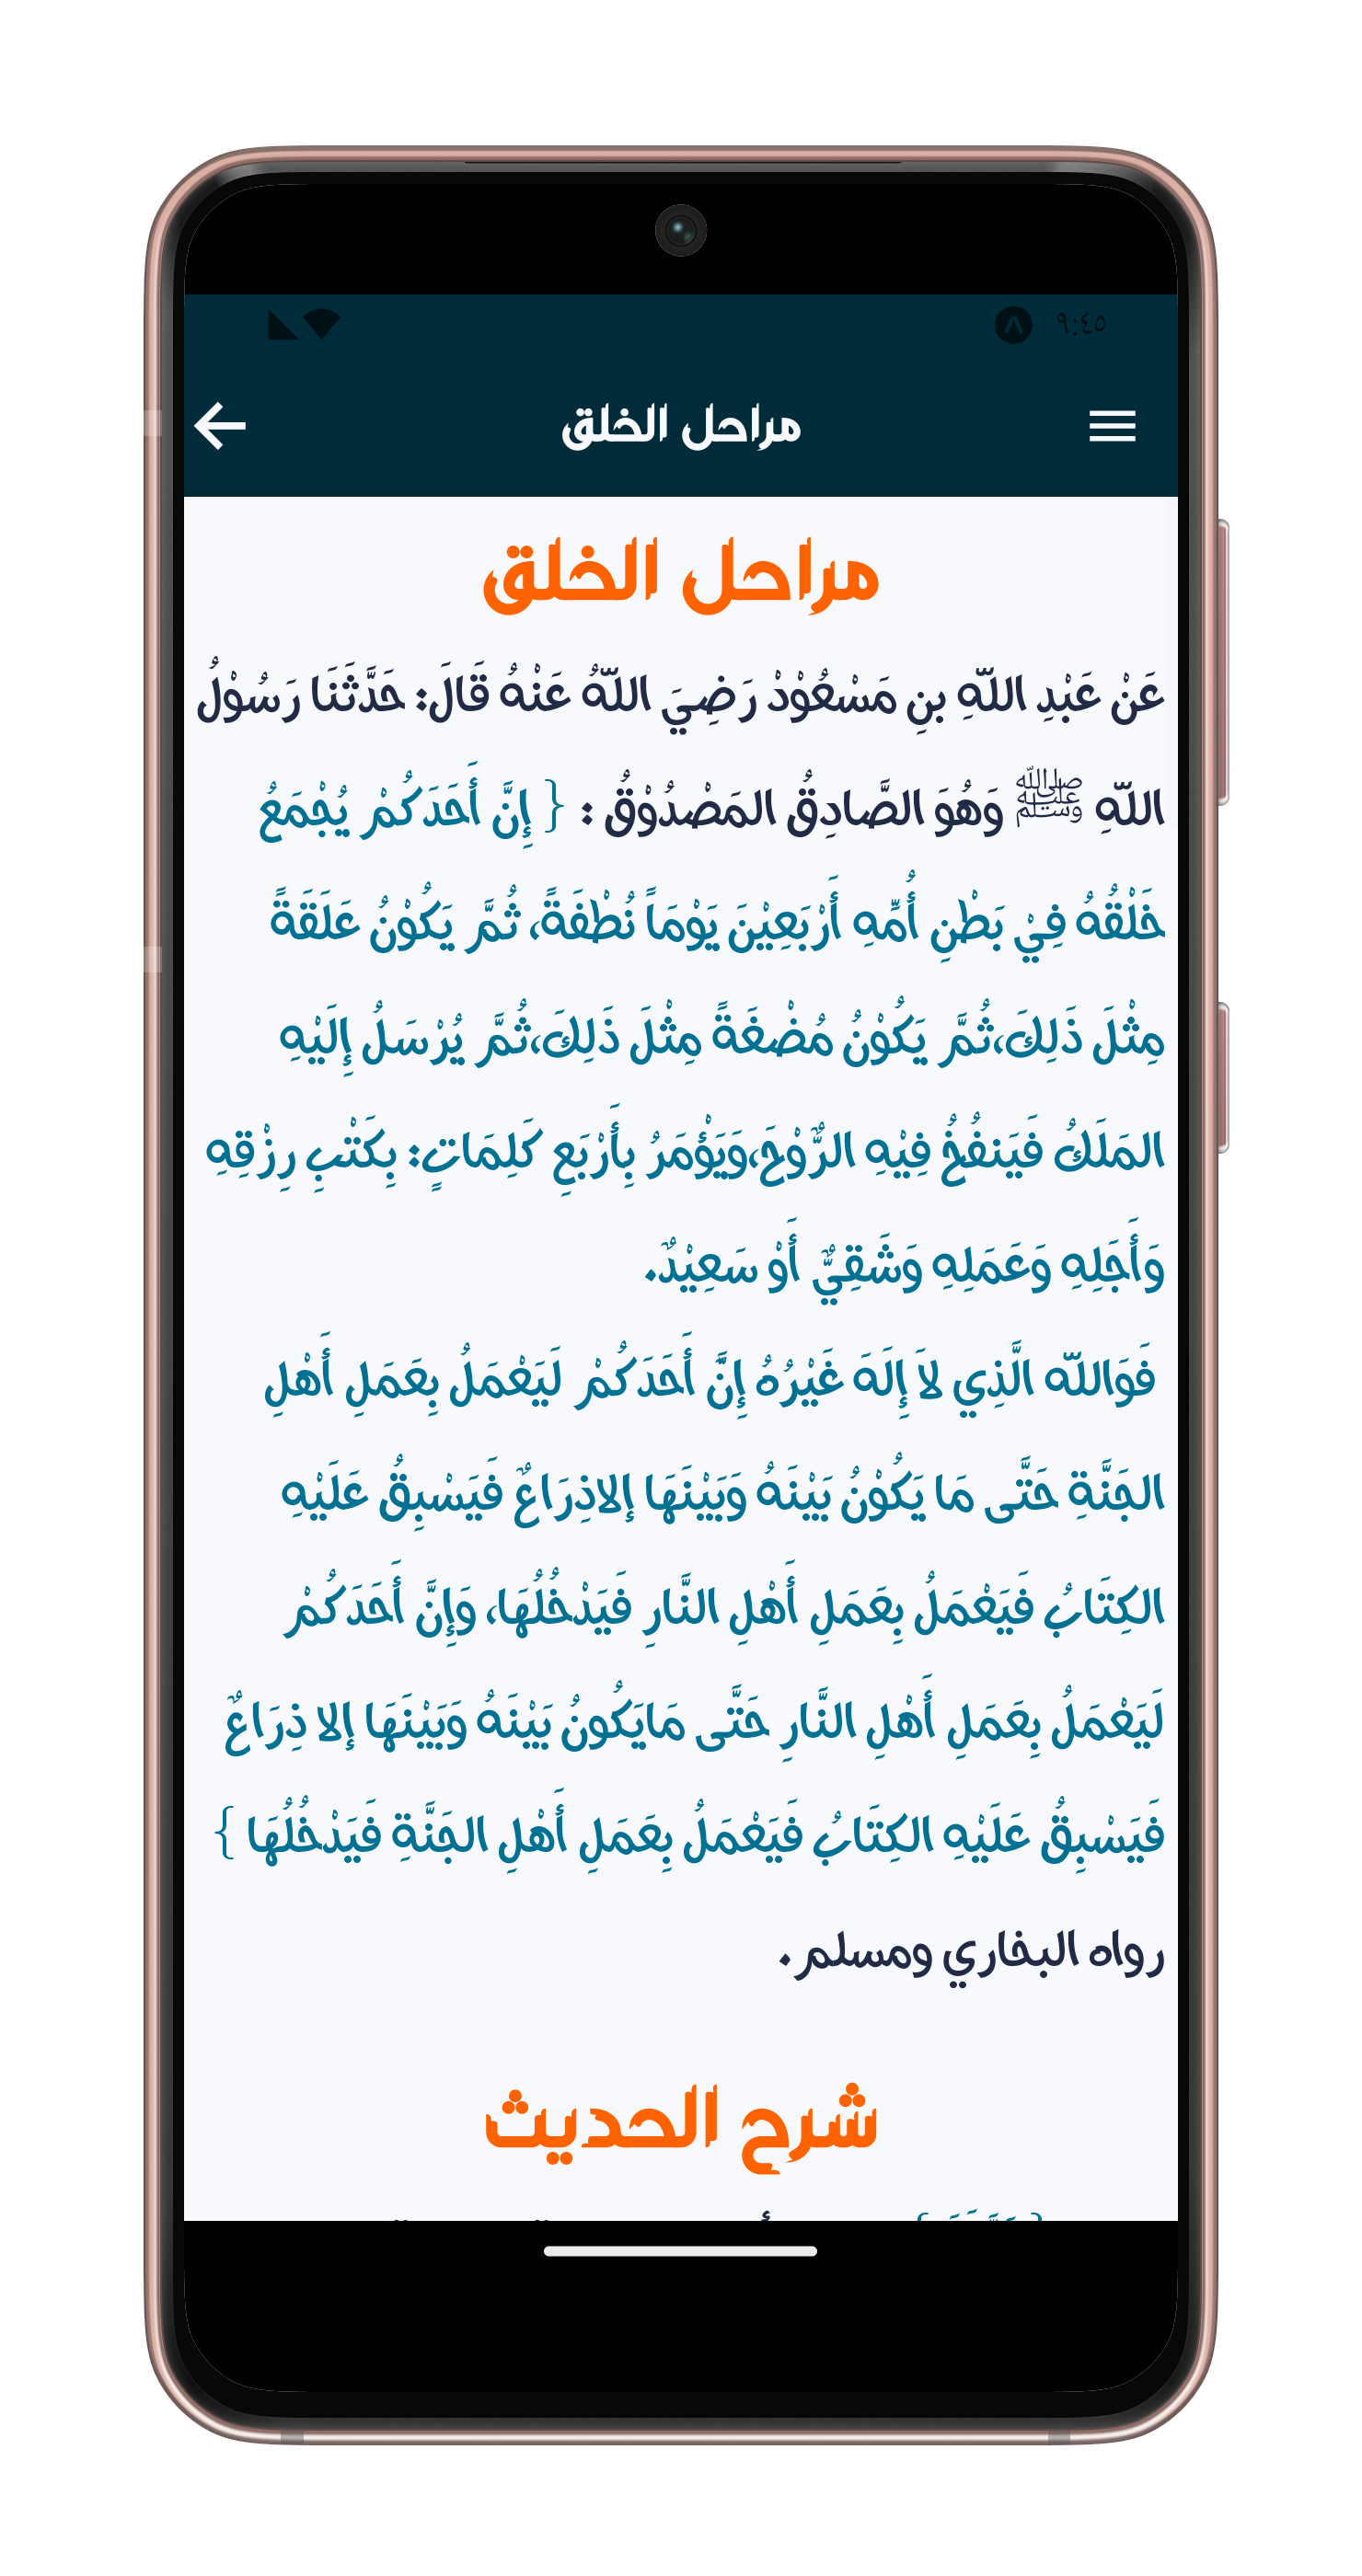 ٩:٤٥
مراحل الخلق
مراحل الخلق
عَنْ عَبْدِ اللّهِ بنِ مَسْعُوْدْ رَضِيَ اللّهُ عَنْهُ قَالَ: حَدَّثَنَا رَسُوْلُ
اللّهِ ﷺ وَهُوَ الصَّادِقُ المَصْدُوْقُ : { إِنَّ أَحَدَكُمْ يُجْمَعُ
خَلْقُهُ فِيْ بَطْنِ أُمِّهِ أَرْبَعِيْنَ يَوْمَاً نُطْفَةً، ثُمَّ يَكُوْنُ عَلَقَةً
مِثْلَ ذَلِكَ،ثُمَّ يَكُوْنُ مُضْغَةً مِثْلَ ذَلِكَ،ثُمَّ يُرْسَلُ إِلَيْهِ
المَلَكُ فَيَنفُخُ فِيْهِ الرٌّوْحَ،وَيَؤْمَرُ بِأَرْبَعِ كَلِمَاتٍ: بِكَتْبِ رِزْقِهِ
وَأَجَلِهِ وَعَمَلِهِ وَشَقِيٌّ أَوْ سَعِيْدٌ.
فَوَاللّه الَّذِي لاَ إِلَهَ غَيْرُهُ إِنَّ أَحَدَكُمْ لَيَعْمَلُ بِعَمَلِ أَهْلِ
الجَنَّةِ حَتَّى مَا يَكُوْنُ بَيْنَهُ وَبَيْنَهَا إلاذِرَاعٌ فَيَسْبِقُ عَلَيْهِ
الكِتَابُ فَيَعْمَلُ بِعَمَلِ أَهْلِ النَّارِ فَيَدْخُلُهَا، وَإِنَّ أَحَدَكُمْ
لَيَعْمَلُ بِعَمَلِ أَهْلِ النَّارِ حَتَّى مَايَكُونُ بَيْنَهُ وَبَيْنَهَا إلا ذِرَاعٌ
فَيَسْبِقُ عَلَيْهِ الكِتَابُ فَيَعْمَلُ بِعَمَلِ أَهْلِ الجَنَّةِ فَيَدْخُلُهَا }
رواه البخاري ومسلم.
شرح الحديث